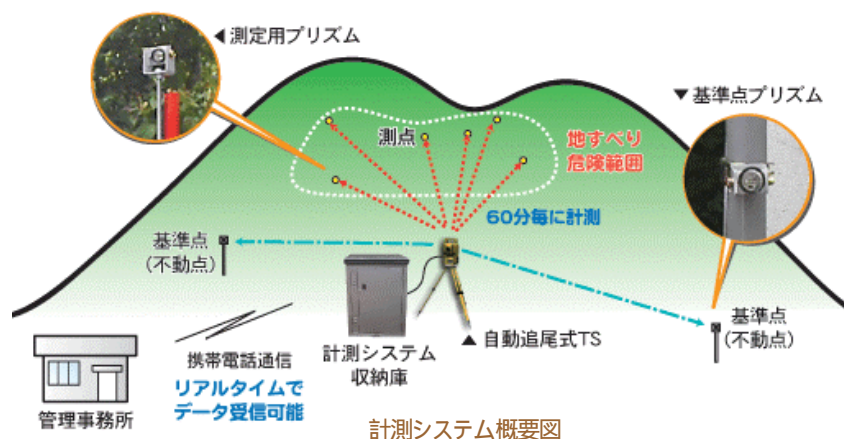 ◀測定用プリズム
▼基準点プリズム
測点
地すべり
危険範囲
60分毎に計測
基準点
(不動点)
基準点
(不動点)
携帯電話通信
リアルタイムで
データ受信可能
計測システム
収納庫
▲ 自動追尾式TS
管理事務所
計測システム概要図